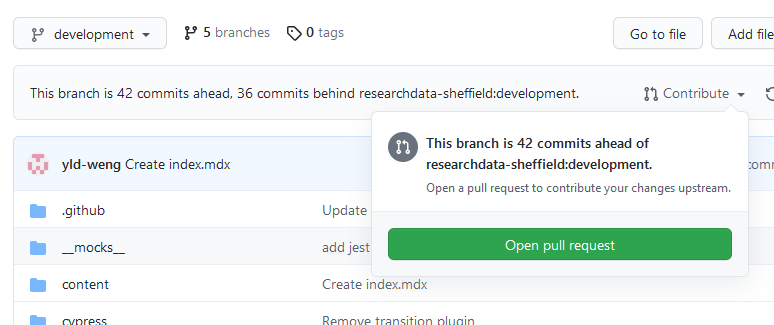 development
5 branches
0 tags
Go to file
Add file
This branch is 42 commits ahead, 36 commits behind researchdata-sheffield:development.
Contribute
This branch is 42 commits ahead of
researchdata-sheffield:development.
Open a pull request to contribute your changes upstream.
Open pull request
yld-weng Create index.mdx
.github Update
__mocks__ add jest
content Create index.mdx
cypress Remove transition plugin